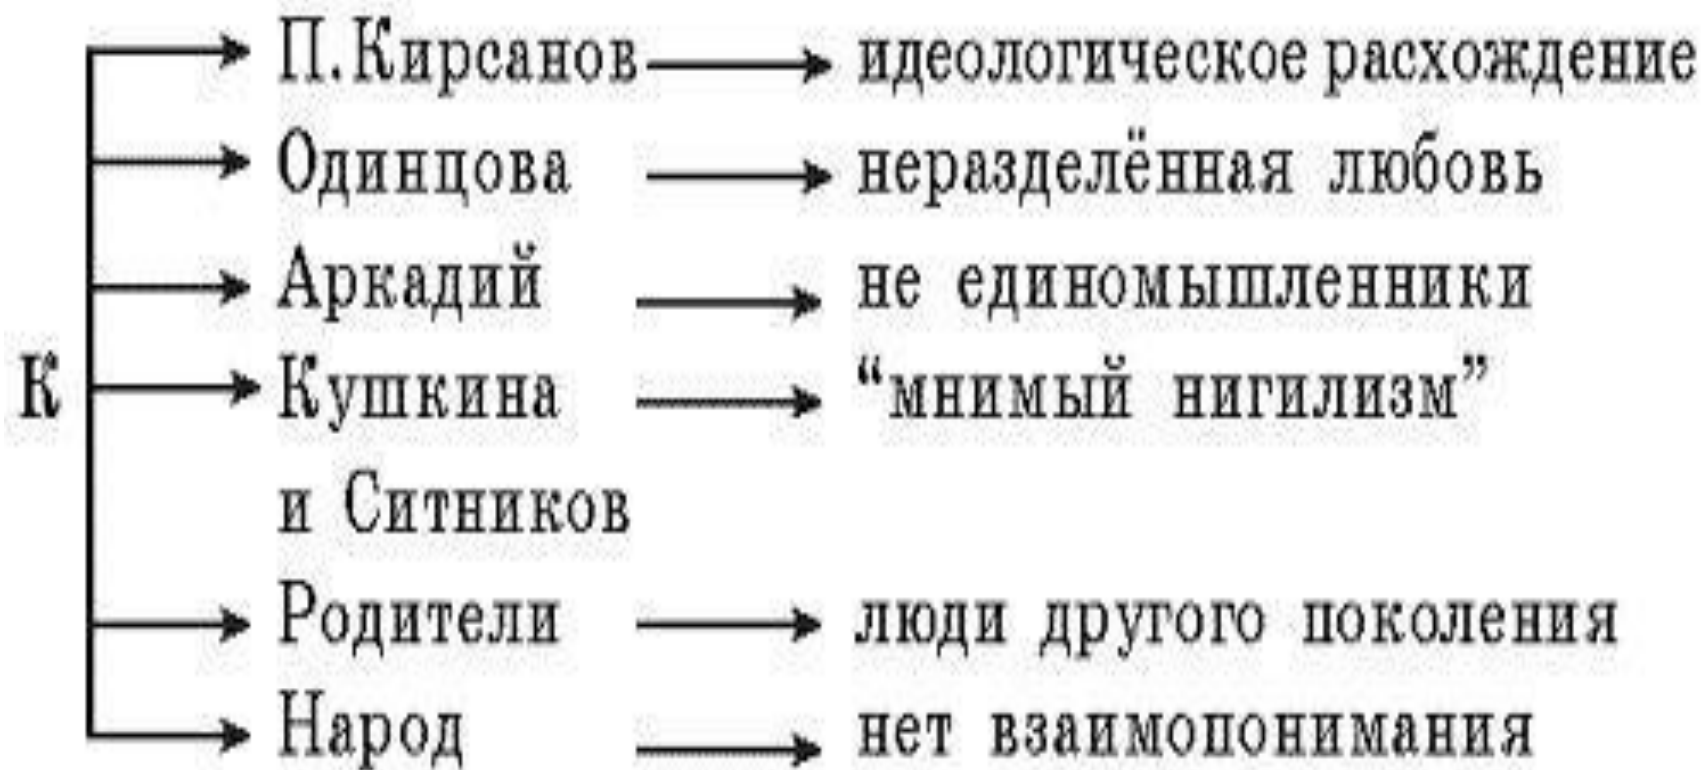 П.Кирсанов идеологическое расхождение
Одинцова неразделённая любовь
Аркадий не единомышленники
К Кушкина “мнимый нигилизм”
и Ситников
Родители люди другого поколения
Народ нет взаимопонимания